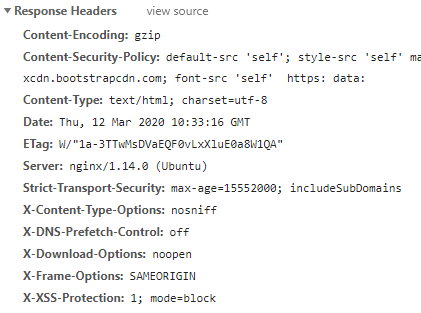 Response Headers view source
Content-Encoding: gzip
Content-Security-Policy: default-src 'self'; style-src 'self' ma
xcdn.bootstrapcdn.com; font-src 'self' https: data:
Content-Type: text/html; charset=utf-8
Date: Thu, 12 Mar 2020 10:33:16 GMT
ETag: W/"1a-3TTwMsDVaEQF0vLxXluE0a8W1QA"
Server: nginx/1.14.0 (Ubuntu)
Strict-Transport-Security: max-age=15552000; includeSubDomains
X-Content-Type-Options: nosniff
X-DNS-Prefetch-Control: off
X-Download-Options: noopen
X-Frame-Options: SAMEORIGIN
X-XSS-Protection: 1; mode=block